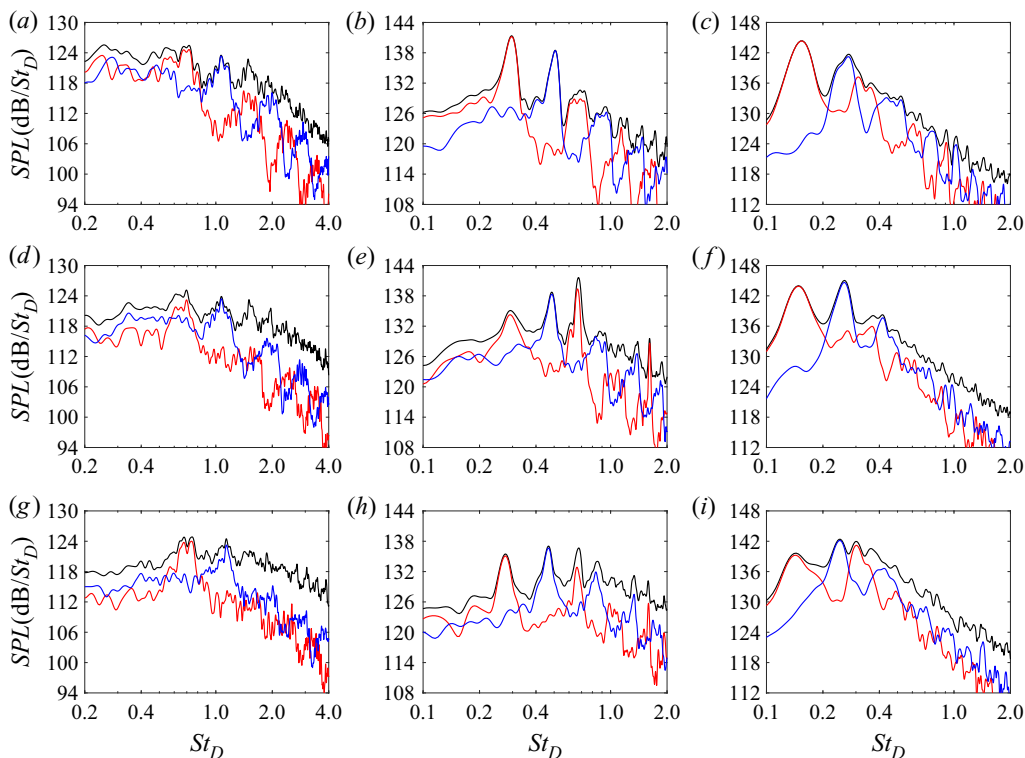 (a) (b) (c)
SPL(dB/St_D)
130 124 118 112 106 100 94
0.2 0.4 1.0 2.0 4.0
144 138 132 126 120 114 108
0.1 0.2 0.4 1.0 2.0
148 142 136 130 124 118 112
0.1 0.2 0.4 1.0 2.0
(d) (e) (f)
SPL(dB/St_D)
130 124 118 112 106 100 94
0.2 0.4 1.0 2.0 4.0
144 138 132 126 120 114 108
0.1 0.2 0.4 1.0 2.0
148 142 136 130 124 118 112
0.1 0.2 0.4 1.0 2.0
(g) (h) (i)
SPL(dB/St_D)
130 124 118 112 106 100 94
0.2 0.4 1.0 2.0 4.0
144 138 132 126 120 114 108
0.1 0.2 0.4 1.0 2.0
148 142 136 130 124 118 112
0.1 0.2 0.4 1.0 2.0
St_D St_D St_D